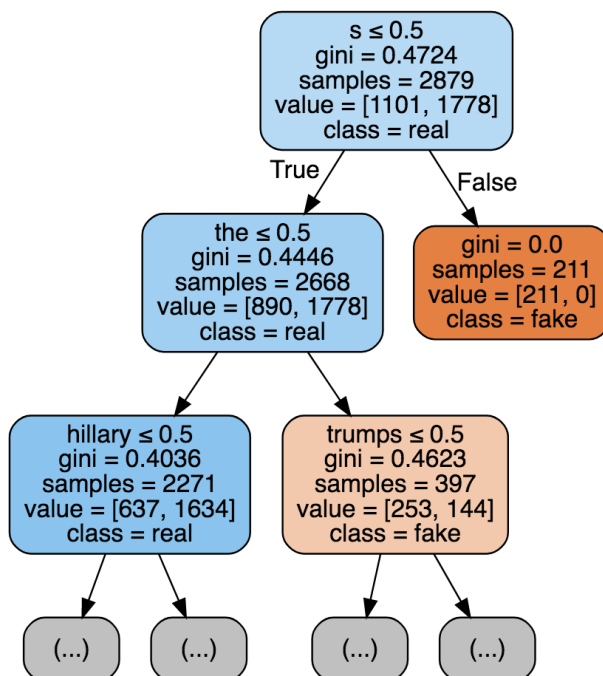 s ≤ 0.5
gini = 0.4724
samples = 2879
value = [1101, 1778]
class = real
True
False
the ≤ 0.5
gini = 0.4446
samples = 2668
value = [890, 1778]
class = real
gini = 0.0
samples = 211
value = [211, 0]
class = fake
hillary ≤ 0.5
gini = 0.4036
samples = 2271
value = [637, 1634]
class = real
trumps ≤ 0.5
gini = 0.4623
samples = 397
value = [253, 144]
class = fake
(...)
(...)
(...)
(...)